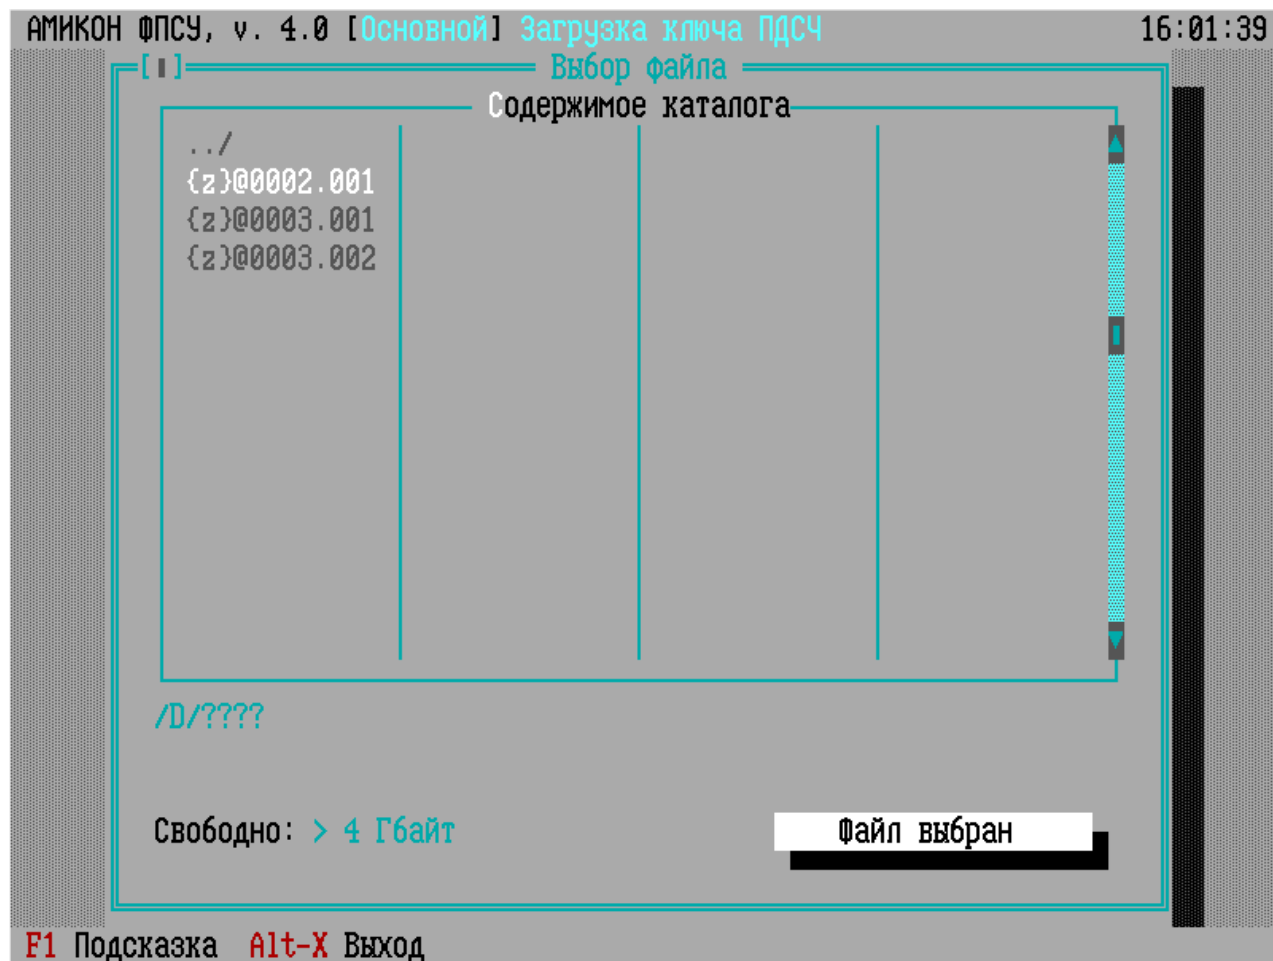 АМИКОН ФПСУ, v. 4.0 [Основной] Загрузка ключа ПДСЧ 16:01:39
Выбор файла
Содержимое каталога
../
{z}@0002.001
{z}@0003.001
{z}@0003.002
/D/????
Свободно: > 4 Гбайт
Файл выбран
F1 Подсказка Alt-X Выход